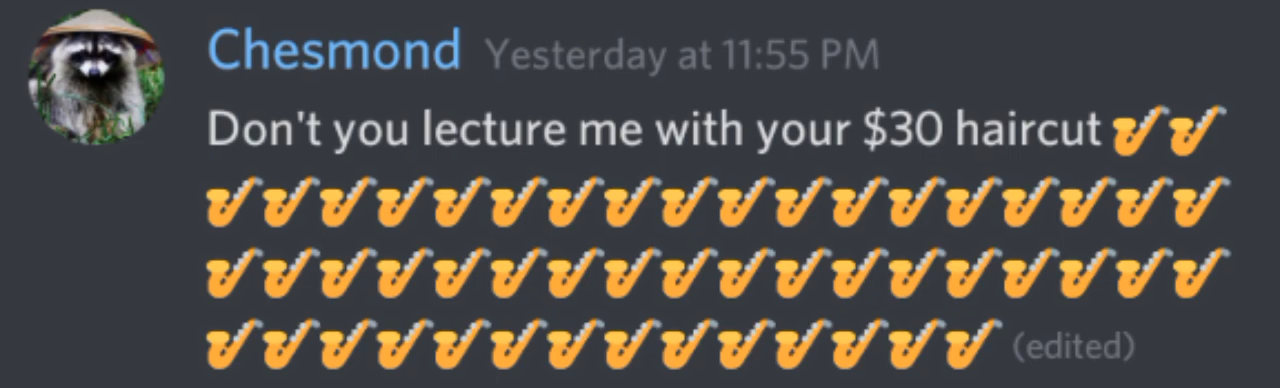 Chesmond Yesterday at 11:55 PM
Don't you lecture me with your $30 haircut 🎷🎷
🎷🎷🎷🎷🎷🎷🎷🎷🎷🎷🎷🎷🎷🎷🎷🎷🎷🎷
🎷🎷🎷🎷🎷🎷🎷🎷🎷🎷🎷🎷🎷🎷🎷🎷🎷🎷
🎷🎷🎷🎷🎷🎷🎷🎷🎷🎷🎷🎷🎷🎷 (edited)